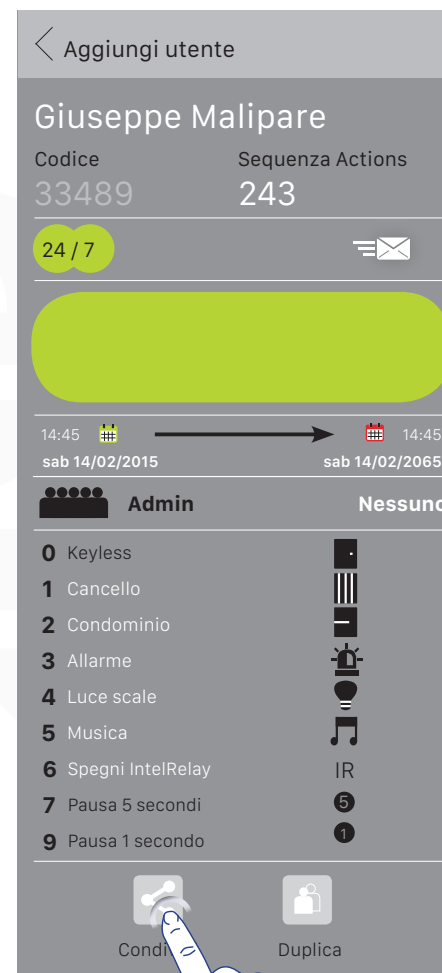 Aggiungi utente
Giuseppe Malipare
Codice Sequenza Actions
33489 243
24 / 7
14:45 14:45
sab 14/02/2015 sab 14/02/2065
Admin Nessuno
0 Keyless
1 Cancello
2 Condominio
3 Allarme
4 Luce scale
5 Musica
6 Spegni IntelRelay IR
7 Pausa 5 secondi 5
9 Pausa 1 secondo 1
Duplica